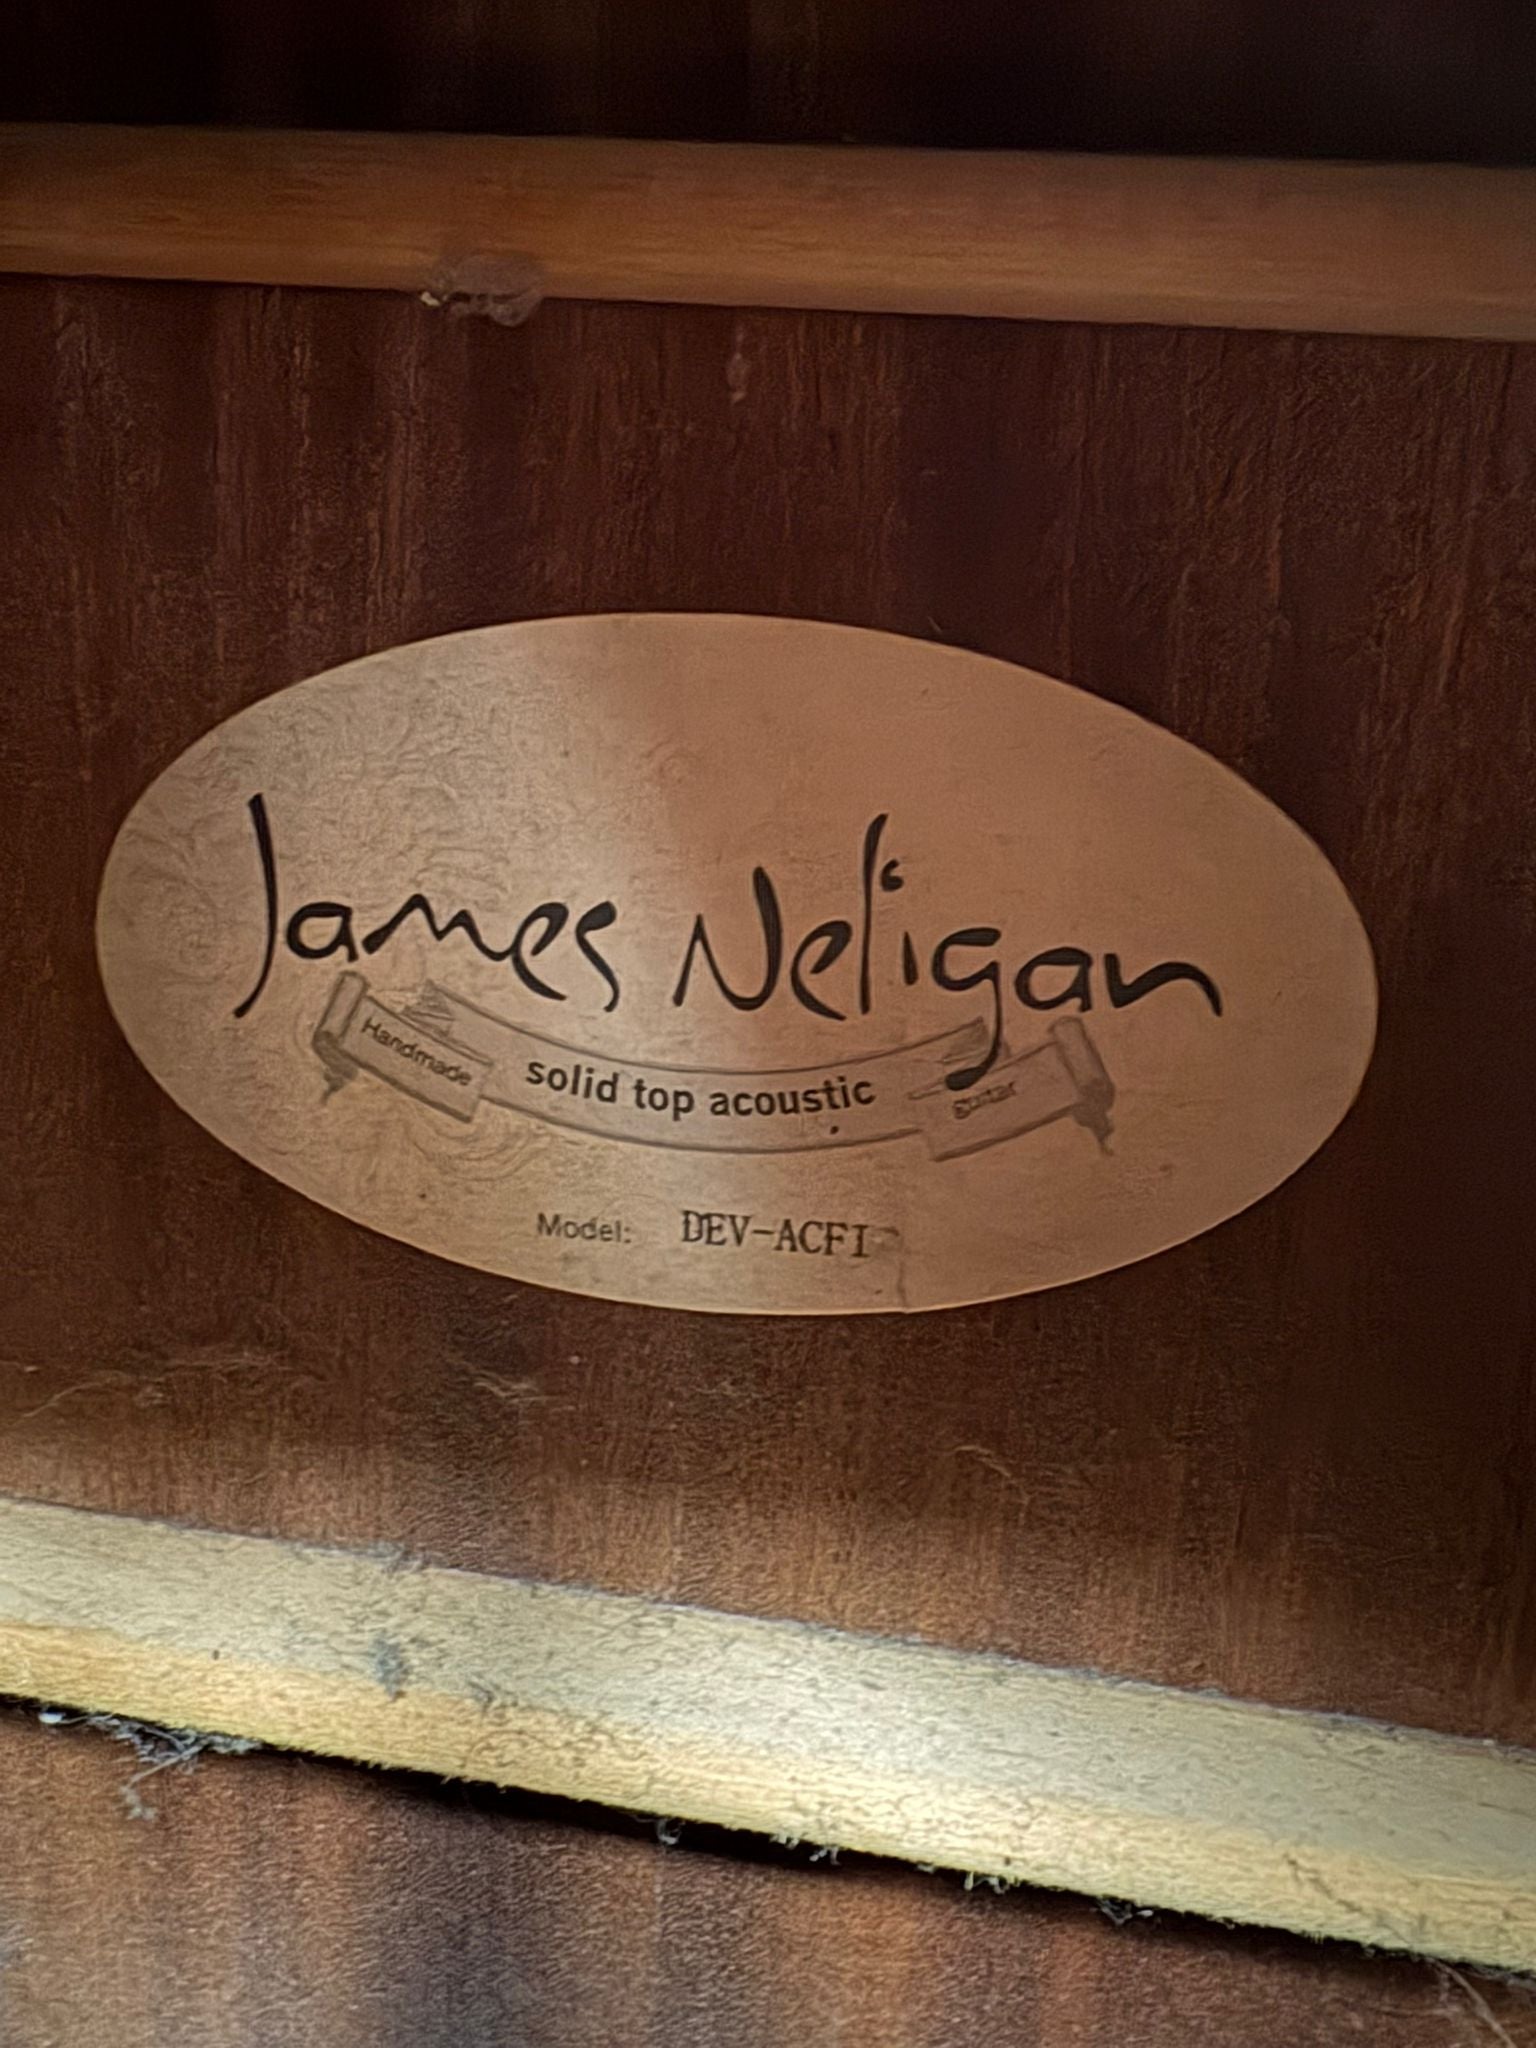 James Neligan
Handmade solid top acoustic guitar
Model: DEV-ACFI